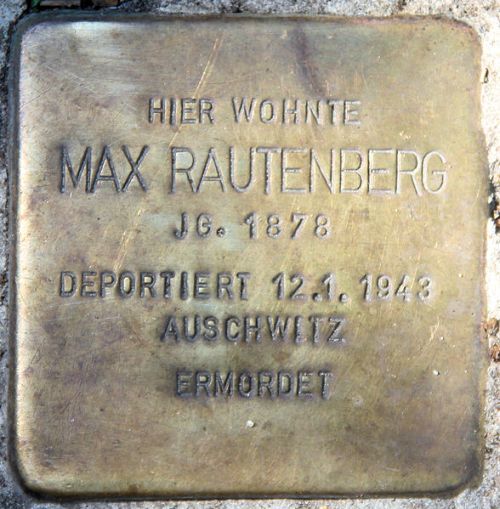 HIER WOHNTE
MAX RAUTENBERG
JG. 1878
DEPORTIERT 12.1.1943
AUSCHWITZ
ERMORDET